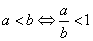 a < b ⇔ a/b < 1